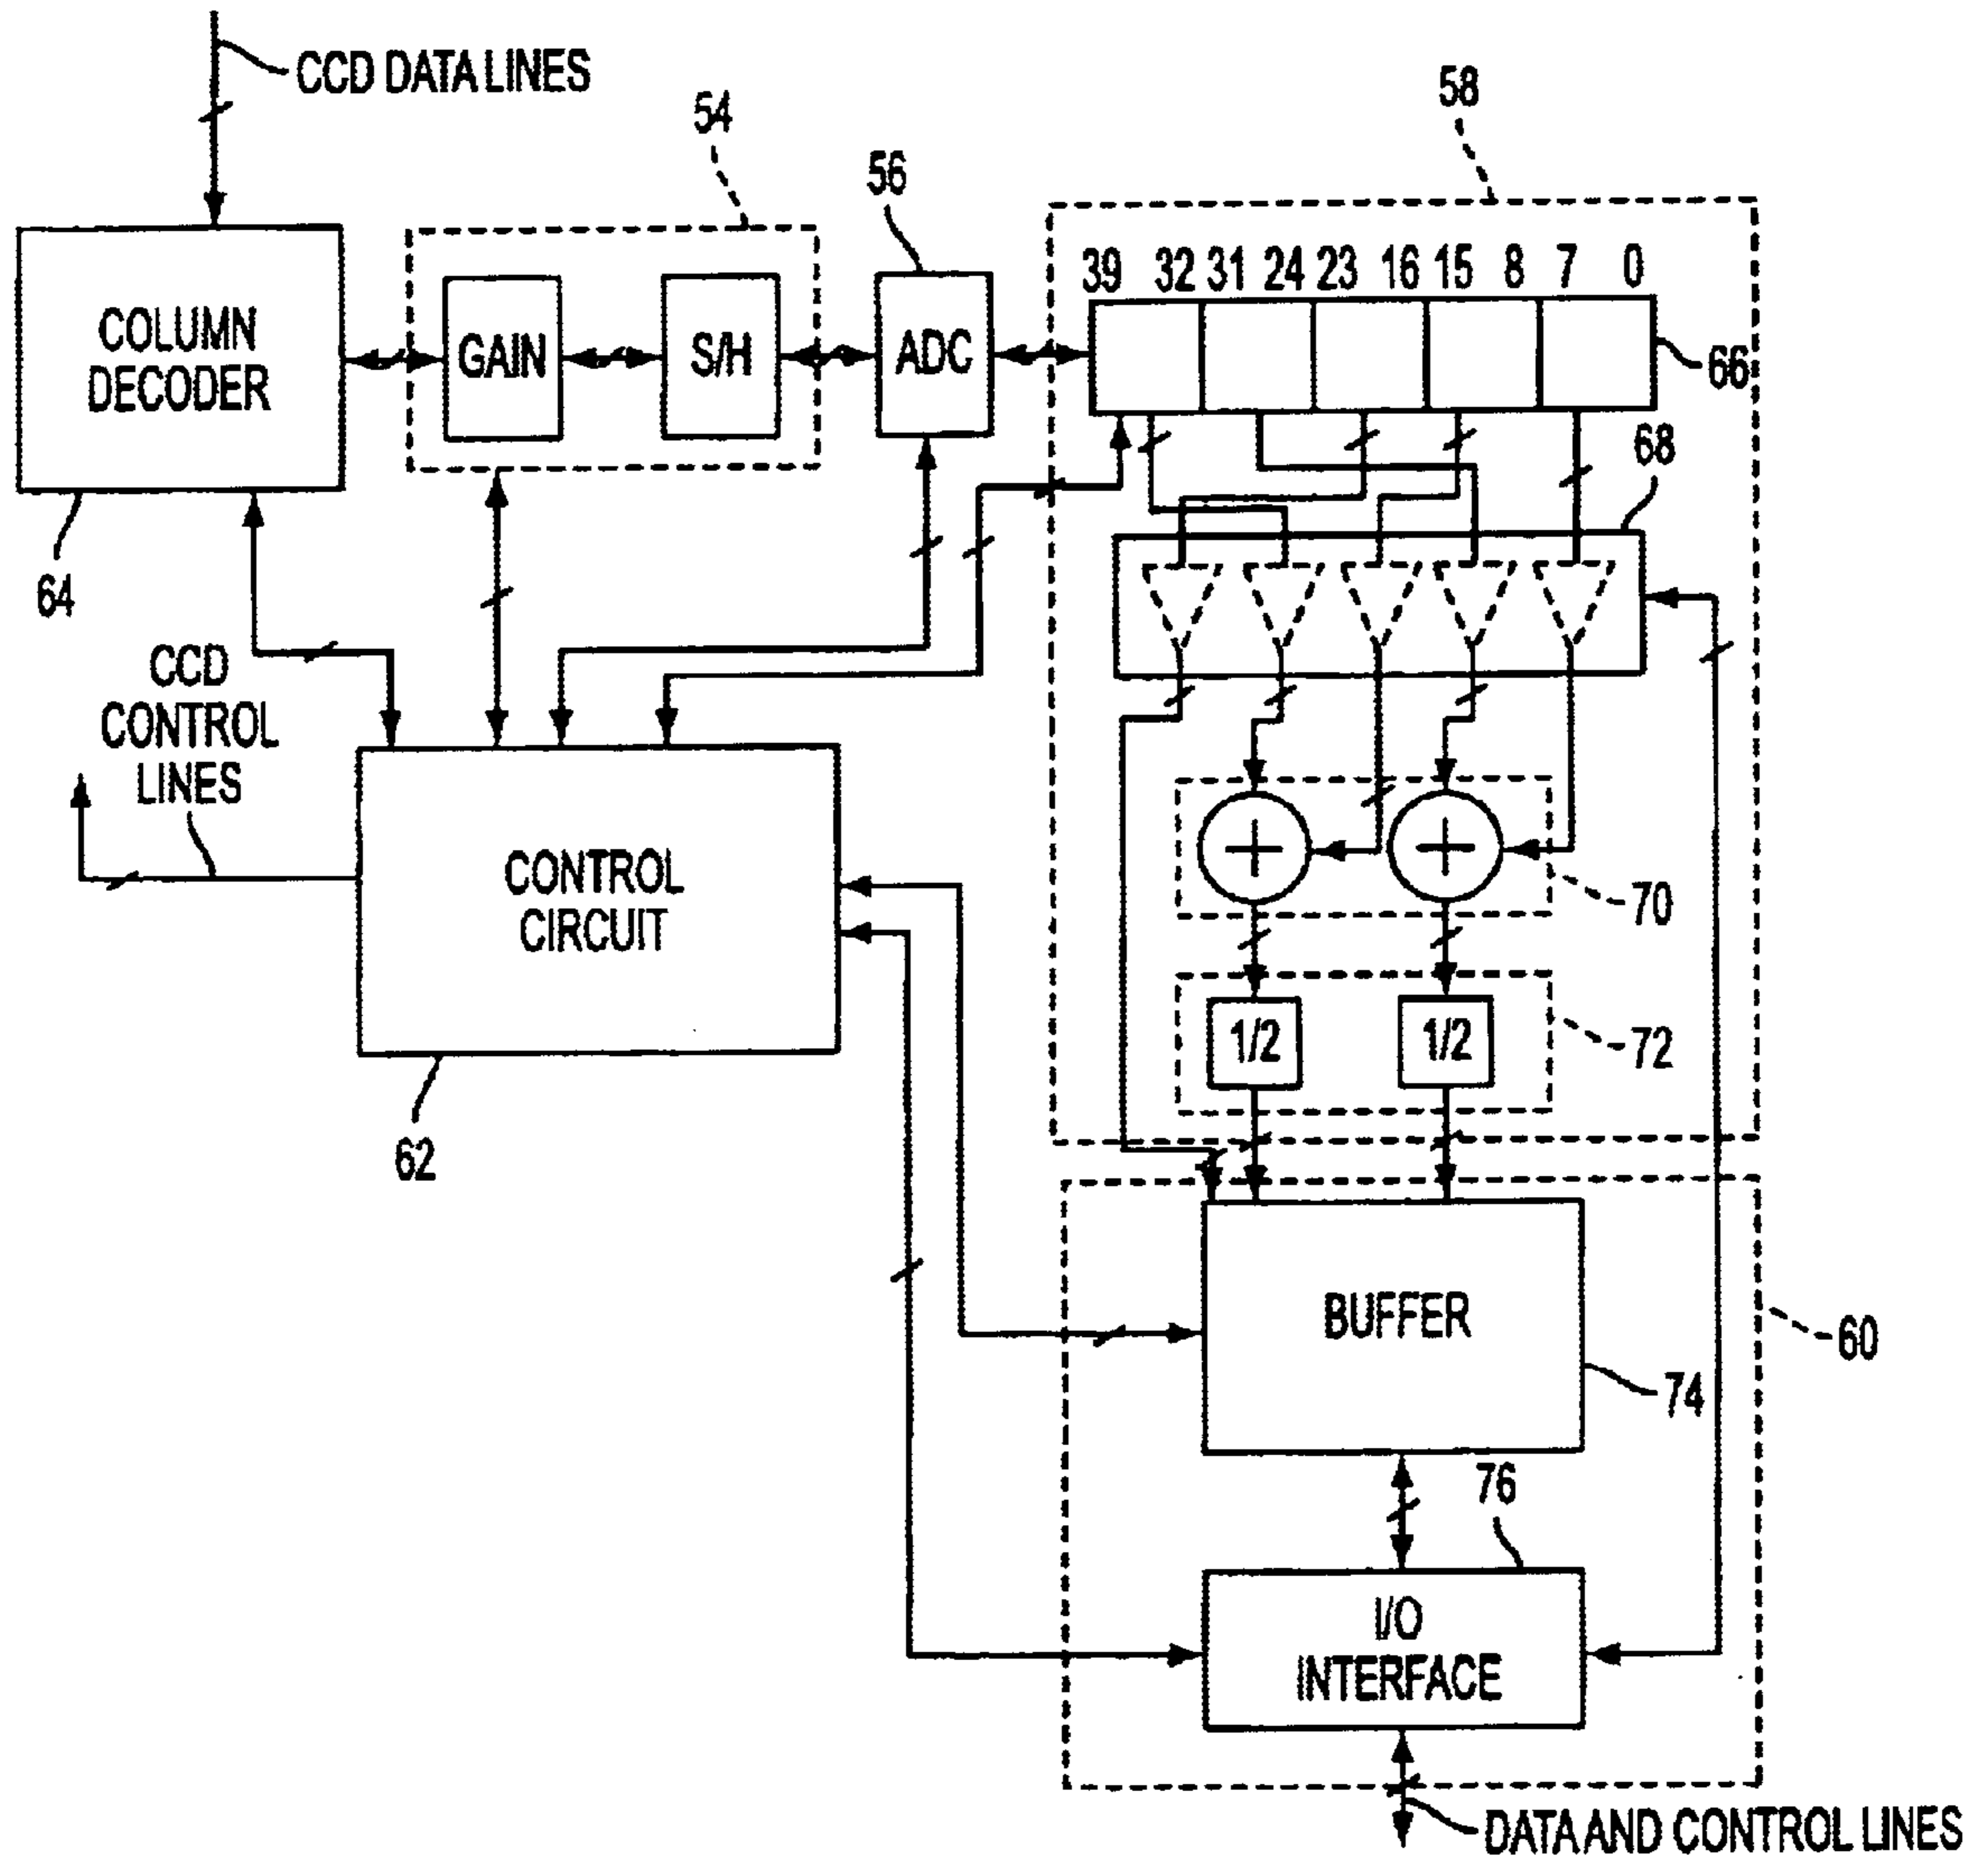 CCD DATA LINES
58
54
56
39 32 31 24 23 16 15 8 7 0
COLUMN
DECODER
GAIN
S/H
ADC
66
68
64
CCD
CONTROL
LINES
+
+
CONTROL
CIRCUIT
70
1/2
1/2
72
62
BUFFER
60
74
76
I/O
INTERFACE
DATA AND CONTROL LINES